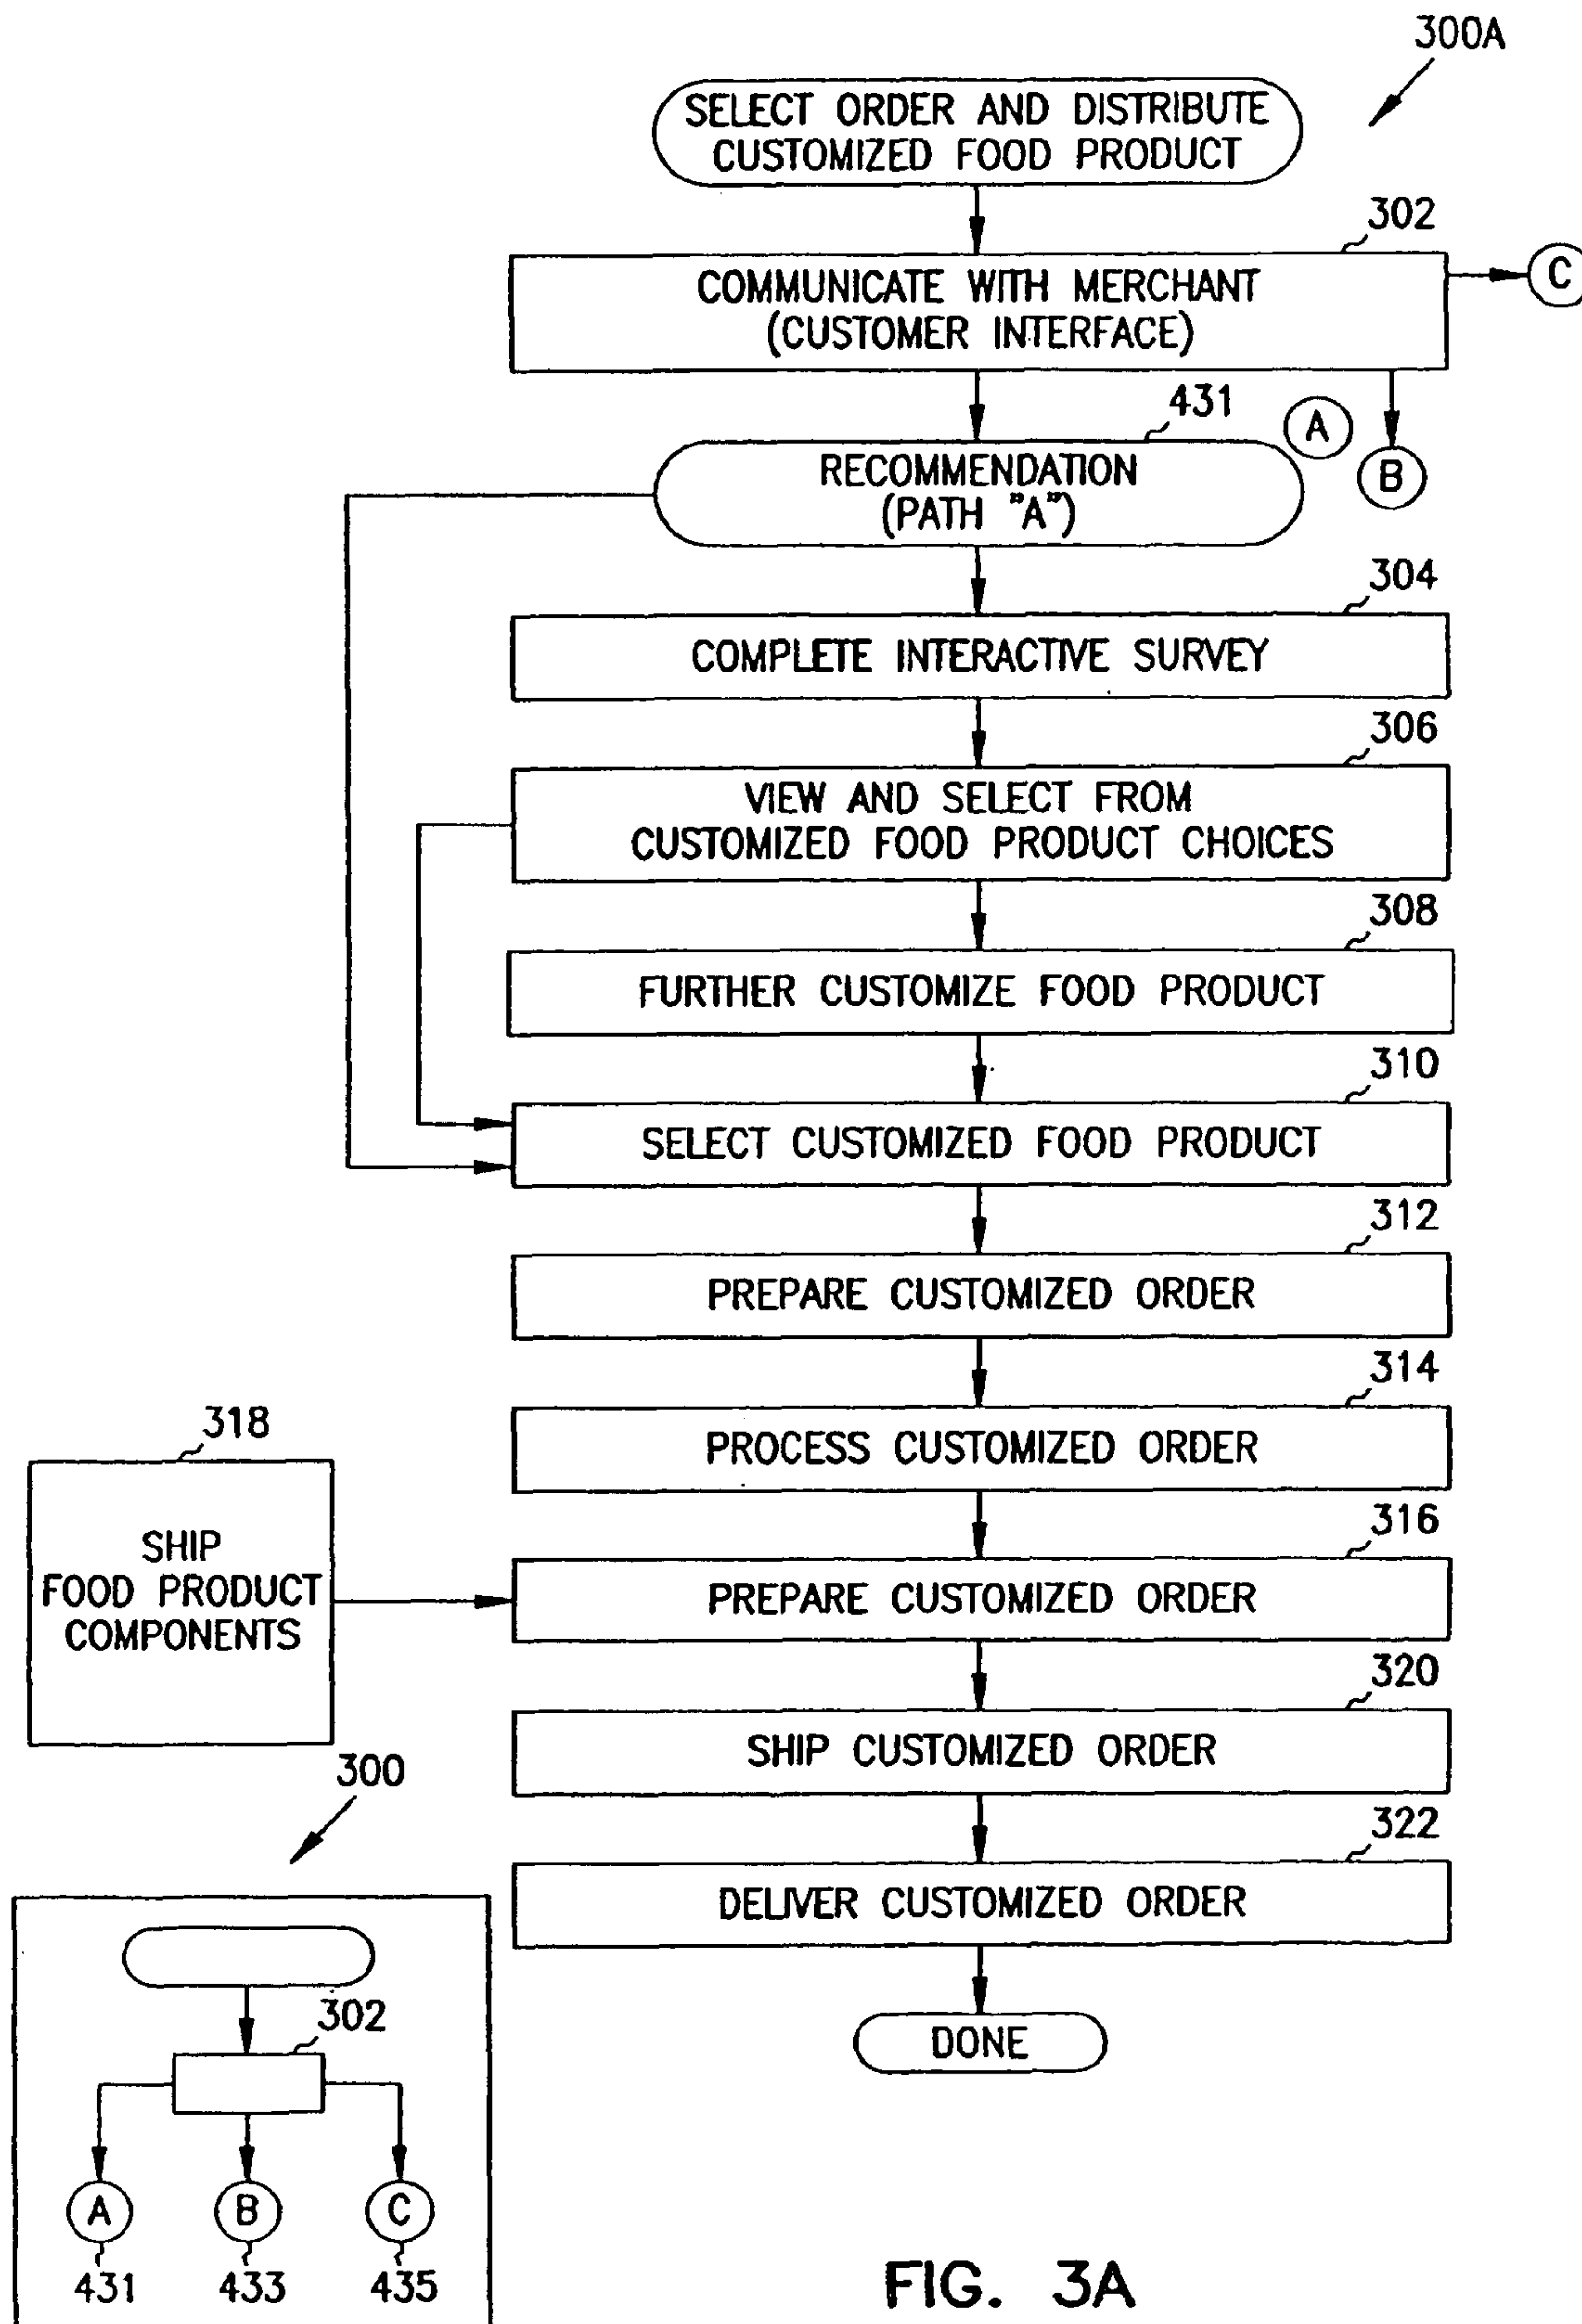 300A
SELECT ORDER AND DISTRIBUTE
CUSTOMIZED FOOD PRODUCT
302
COMMUNICATE WITH MERCHANT
(CUSTOMER INTERFACE)
C
431
A
B
RECOMMENDATION
(PATH "A")
304
COMPLETE INTERACTIVE SURVEY
306
VIEW AND SELECT FROM
CUSTOMIZED FOOD PRODUCT CHOICES
308
FURTHER CUSTOMIZE FOOD PRODUCT
310
SELECT CUSTOMIZED FOOD PRODUCT
312
PREPARE CUSTOMIZED ORDER
314
PROCESS CUSTOMIZED ORDER
318
SHIP
FOOD PRODUCT
COMPONENTS
316
PREPARE CUSTOMIZED ORDER
320
SHIP CUSTOMIZED ORDER
322
DELIVER CUSTOMIZED ORDER
DONE
300
302
A
B
C
431
433
435
FIG. 3A